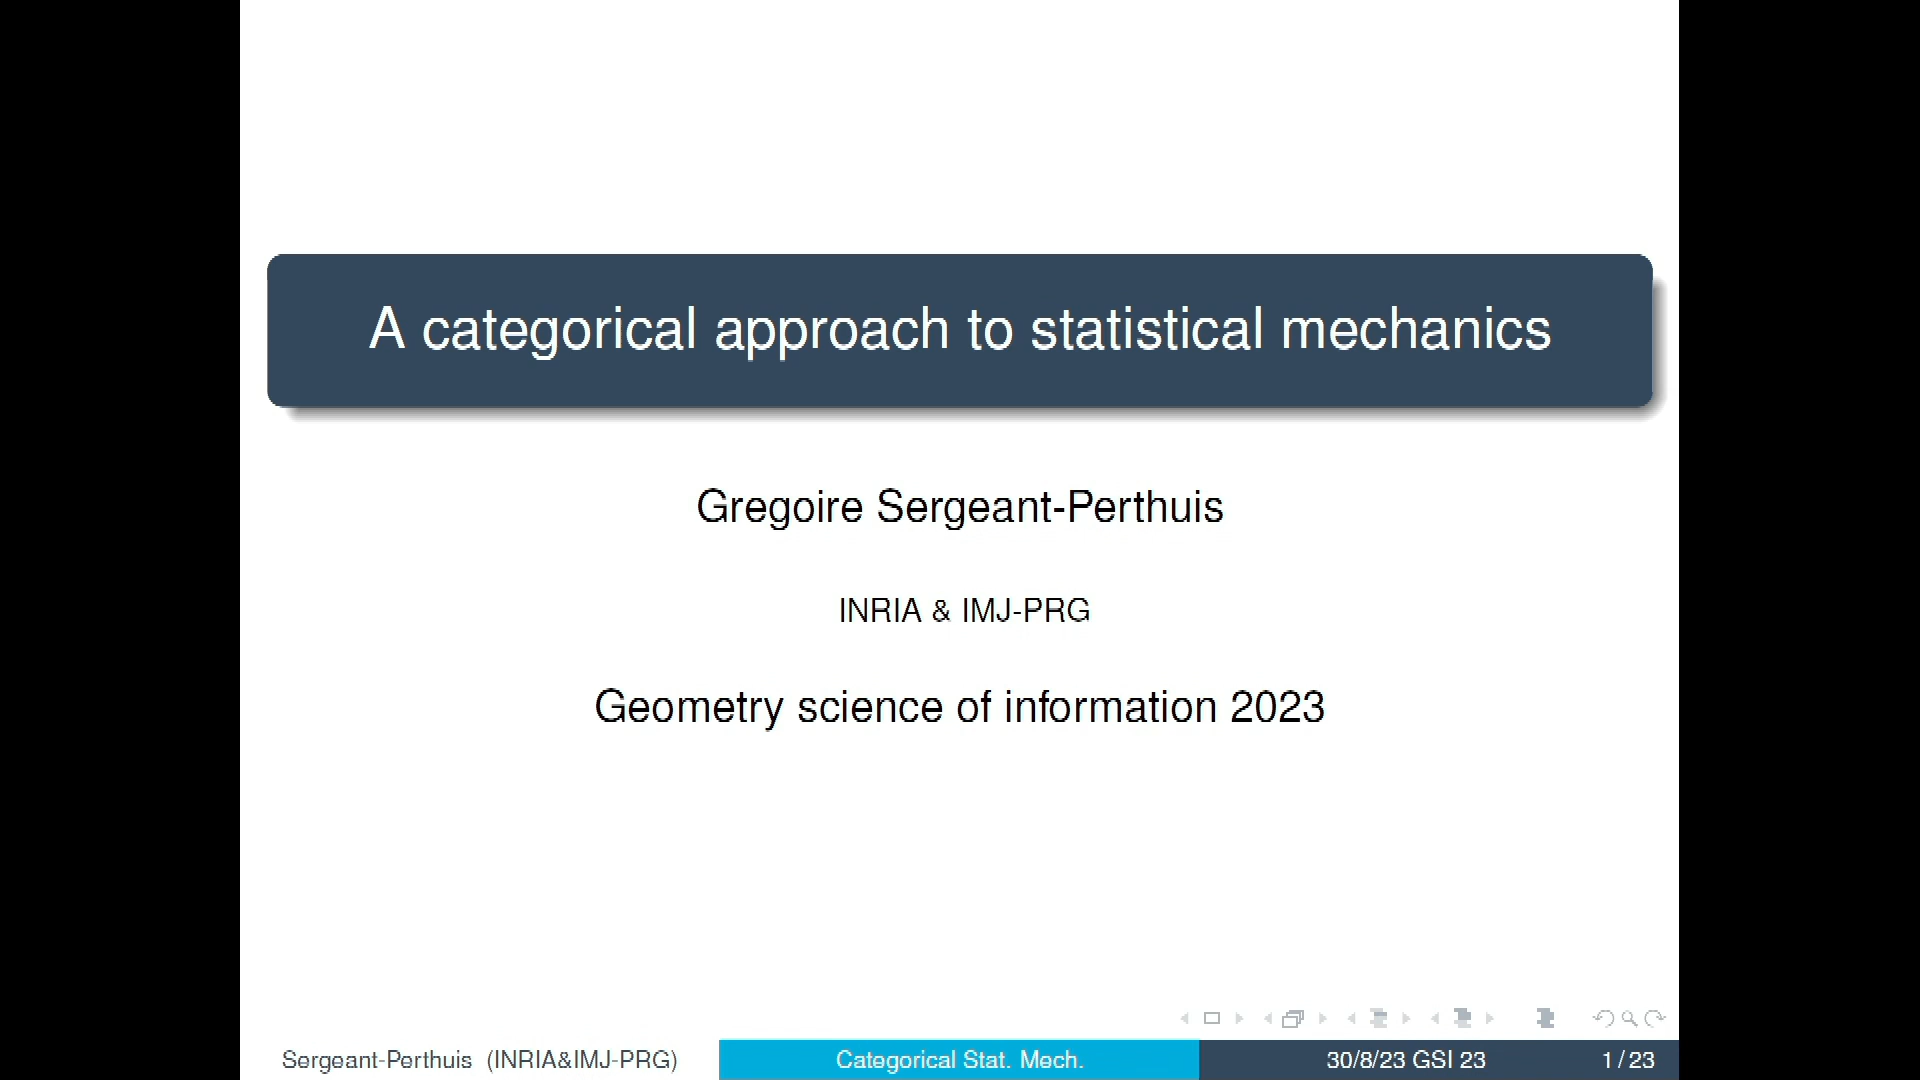 A categorical approach to statistical mechanics
Gregoire Sergeant-Perthuis
INRIA & IMJ-PRG
Geometry science of information 2023
Sergeant-Perthuis (INRIA&IMJ-PRG) Categorical Stat. Mech. 30/8/23 GSI 23 1 / 23